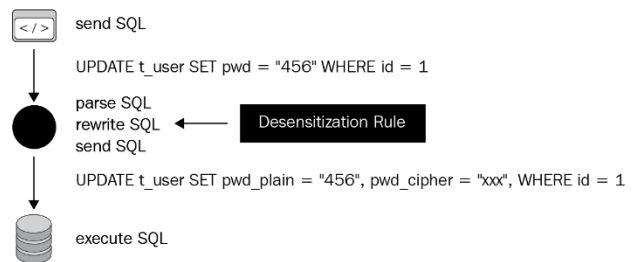 </>
send SQL
UPDATE t_user SET pwd = "456" WHERE id = 1
parse SQL
rewrite SQL
send SQL
Desensitization Rule
UPDATE t_user SET pwd_plain = "456", pwd_cipher = "xxx", WHERE id = 1
execute SQL